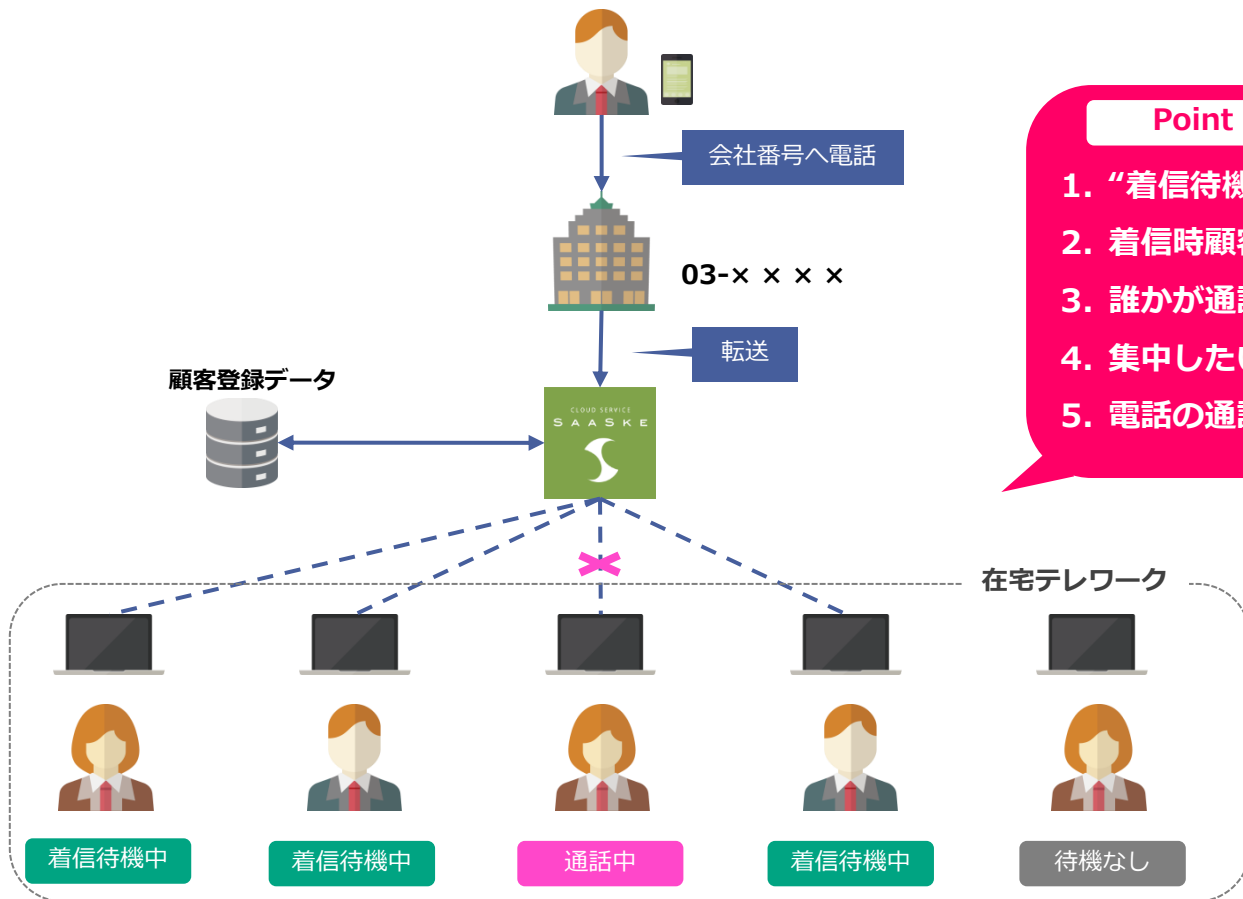 会社番号へ電話
Point
1. “着信待機
2. 着信時顧客
3. 誰かが通話
4. 集中したい
5. 電話の通話
03-××××
転送
顧客登録データ
CLOUD SERVICE
SAASKE
在宅テレワーク
着信待機中
着信待機中
通話中
着信待機中
待機なし